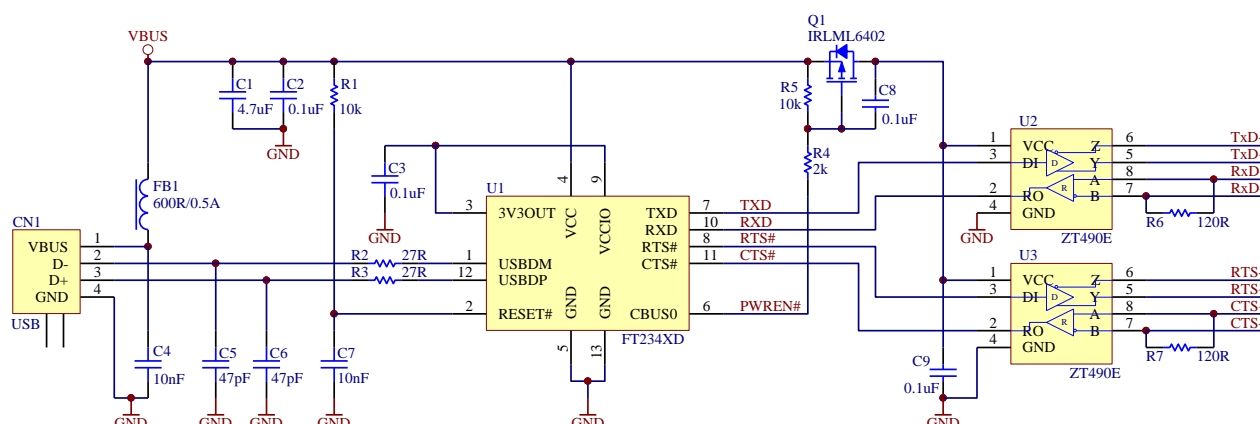 VBUS
C1
4.7uF
C2
0.1uF
R1
10k
Q1
IRLML6402
R5
10k
C8
0.1uF
GND
R4
2k
C3
0.1uF
GND
FB1
600R/0.5A
CN1
VBUS 1
D- 2
D+ 3
GND 4
USB
R2 27R
R3 27R
U1
4 9
3 3V3OUT
VCC VCCIO
1 USBDM
12 USBDP
2 RESET#
GND GND
5 13
TXD 7 TXD
RXD 10 RXD
RTS# 8 RTS#
CTS# 11 CTS#
CBUS0 6 PWREN#
FT234XD
U2
1 VCC Z 6 TxD-
3 DI D Y 5 TxD
R A 8 RxD
2 RO B 7 RxD
4 GND
GND
ZT490E
R6 120R
U3
1 VCC Z 6 RTS-
3 DI D Y 5 RTS
R A 8 CTS
2 RO B 7 CTS-
4 GND
ZT490E
R7 120R
C4
10nF
C5
47pF
C6
47pF
C7
10nF
C9
0.1uF
GND
GND
GND
GND
GND
GND